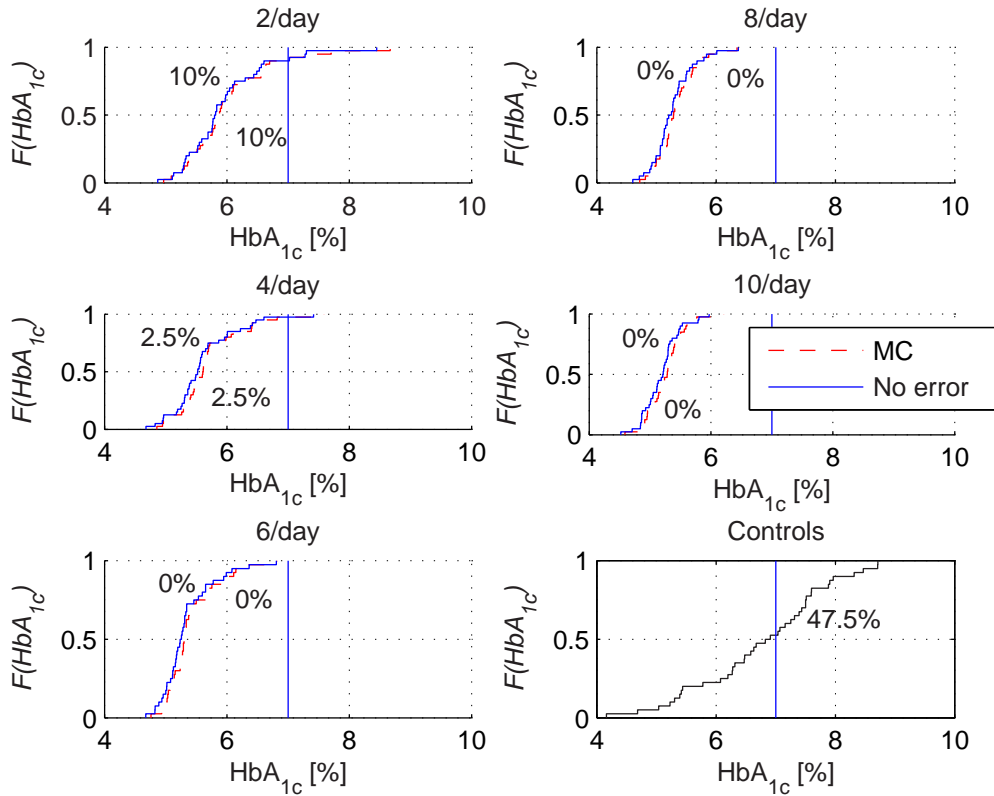 2/day
1
0.5
0
F(HbA1c)
10%
10%
4 6 8 10
HbA1c [%]
8/day
1
0.5
0
F(HbA1c)
0%
0%
4 6 8 10
HbA1c [%]
4/day
1
0.5
0
F(HbA1c)
2.5%
2.5%
4 6 8 10
HbA1c [%]
10/day
1
0.5
0
F(HbA1c)
0%
0%
MC
No error
4 6 8 10
HbA1c [%]
6/day
1
0.5
0
F(HbA1c)
0%
0%
4 6 8 10
HbA1c [%]
Controls
1
0.5
0
F(HbA1c)
47.5%
4 6 8 10
HbA1c [%]